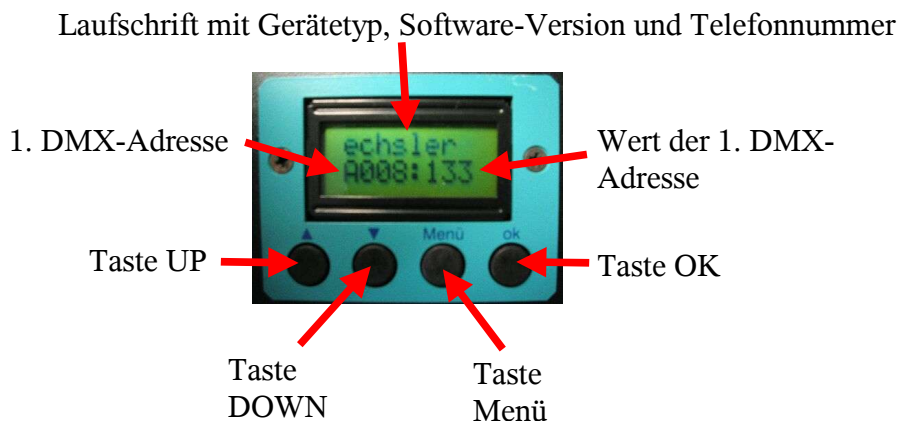 Laufschrift mit Gerätetyp, Software-Version und Telefonnummer
echsler
1. DMX-Adresse
A008:133
Wert der 1. DMX-
Adresse
▲ ▼ Menü ok
Taste UP
Taste OK
Taste
DOWN
Taste
Menü